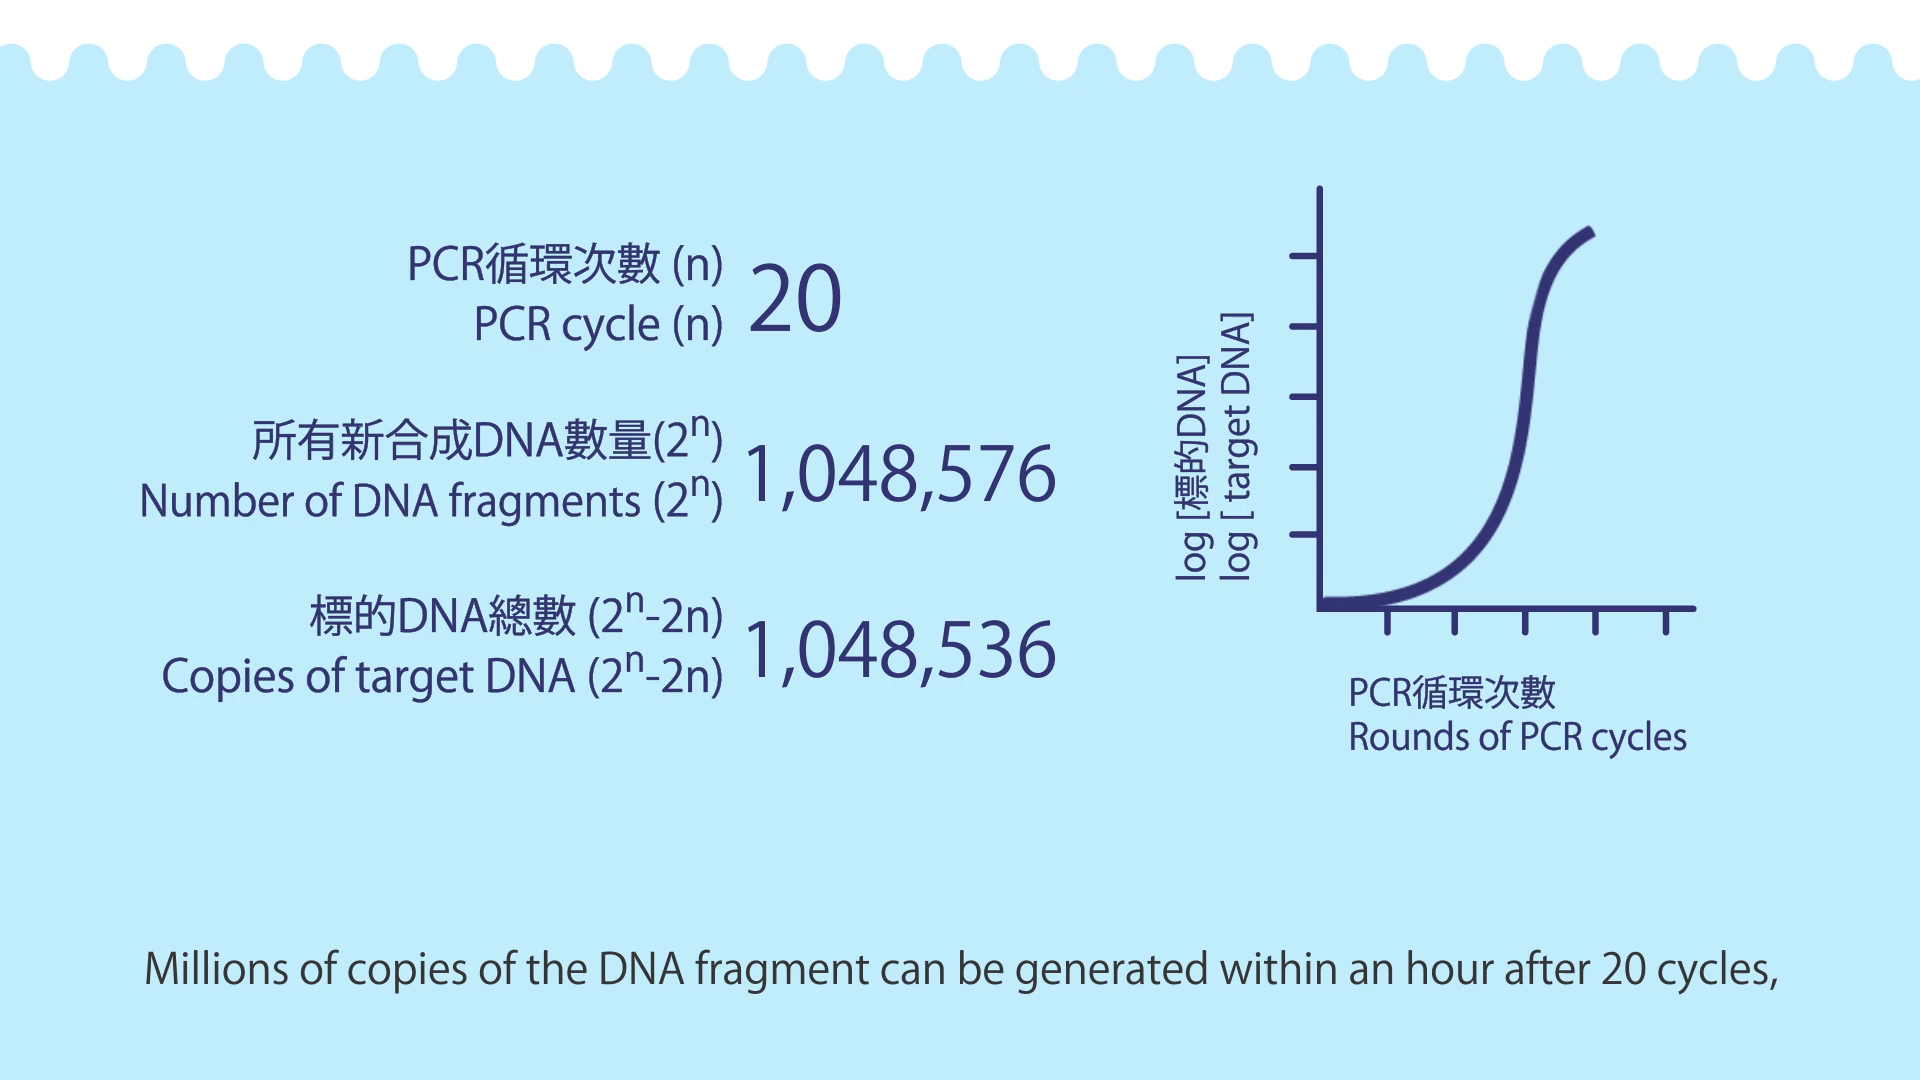 PCR循環次數 (n)
PCR cycle (n)
20
所有新合成DNA數量(2ⁿ)
Number of DNA fragments (2ⁿ)
1,048,576
標的DNA總數 (2ⁿ-2n)
Copies of target DNA (2ⁿ-2n)
1,048,536
log [標的DNA]
log [ target DNA]
PCR循環次數
Rounds of PCR cycles
Millions of copies of the DNA fragment can be generated within an hour after 20 cycles,